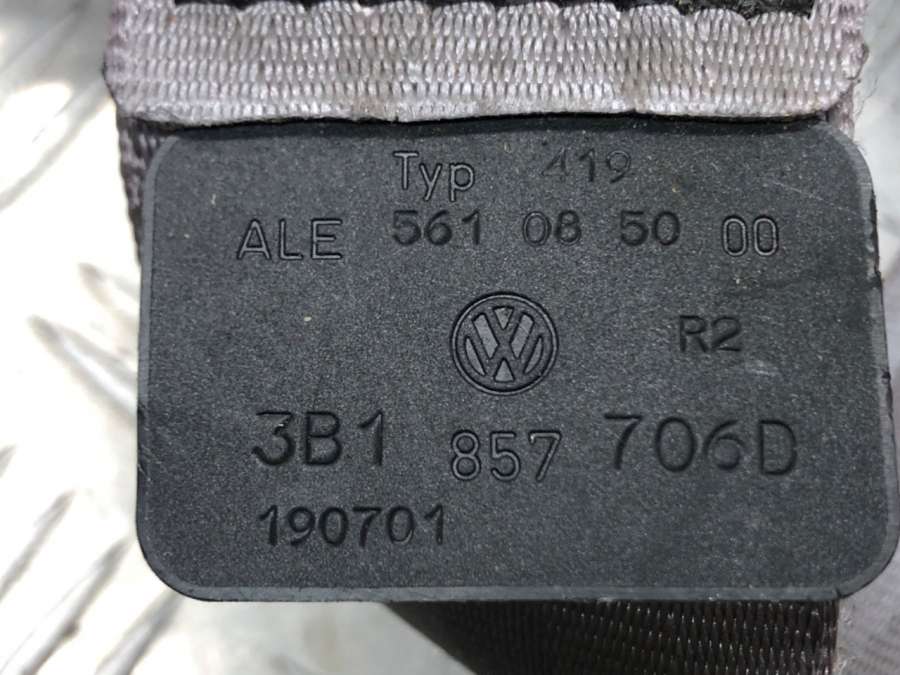 Typ 419
ALE 561 08 50 00
R2
3B1 857 706D
190701